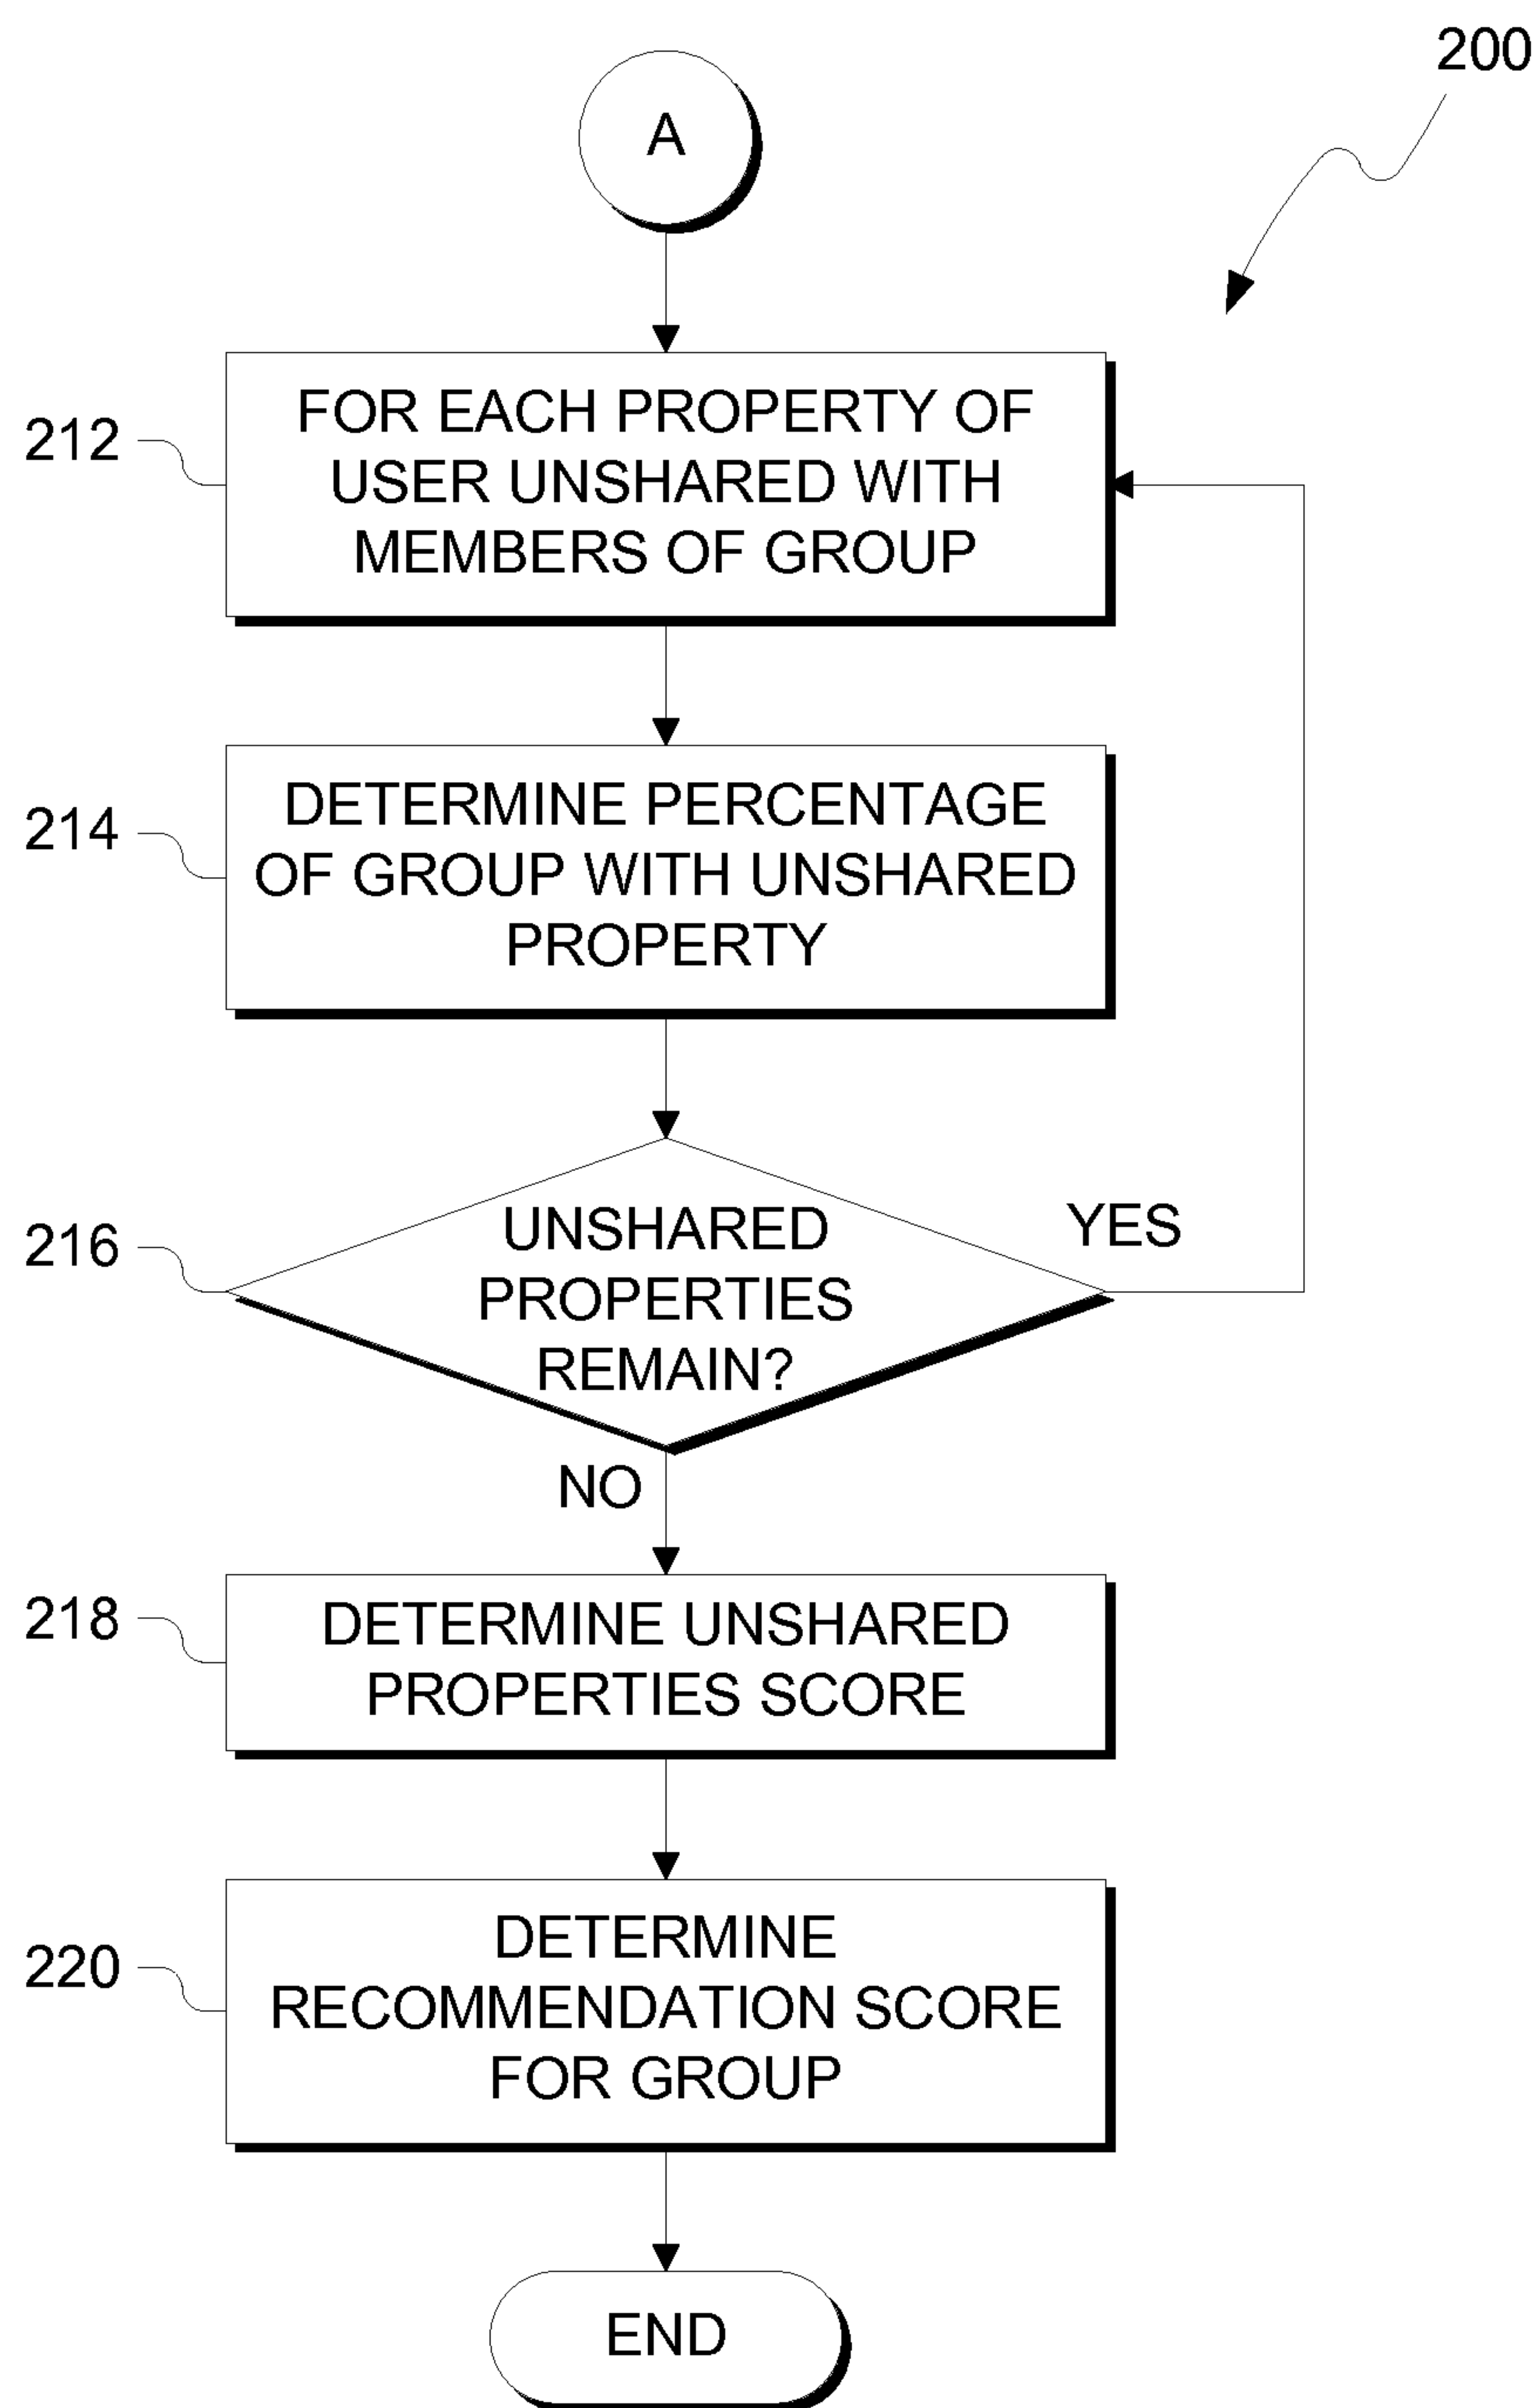 200
A
212
FOR EACH PROPERTY OF
USER UNSHARED WITH
MEMBERS OF GROUP
214
DETERMINE PERCENTAGE
OF GROUP WITH UNSHARED
PROPERTY
216
UNSHARED
PROPERTIES
REMAIN?
YES
NO
218
DETERMINE UNSHARED
PROPERTIES SCORE
220
DETERMINE
RECOMMENDATION SCORE
FOR GROUP
END